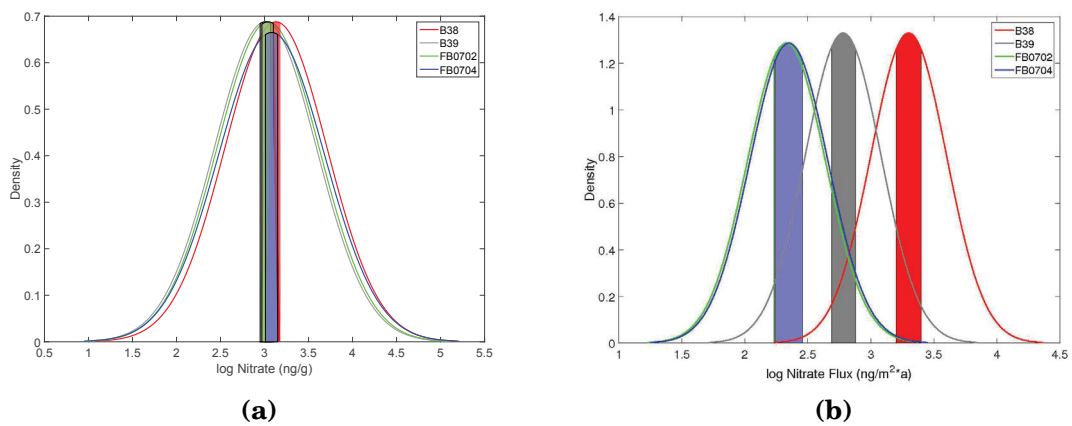 0.7
0.6
0.5
0.4
0.3
0.2
0.1
0
Density
0.5 1 1.5 2 2.5 3 3.5 4 4.5 5 5.5
log Nitrate (ng/g)
B38
B39
FB0702
FB0704
(a)
1.4
1.2
1
0.8
0.6
0.4
0.2
0
Density
1 1.5 2 2.5 3 3.5 4 4.5
log Nitrate Flux (ng/m²*a)
B38
B39
FB0702
FB0704
(b)